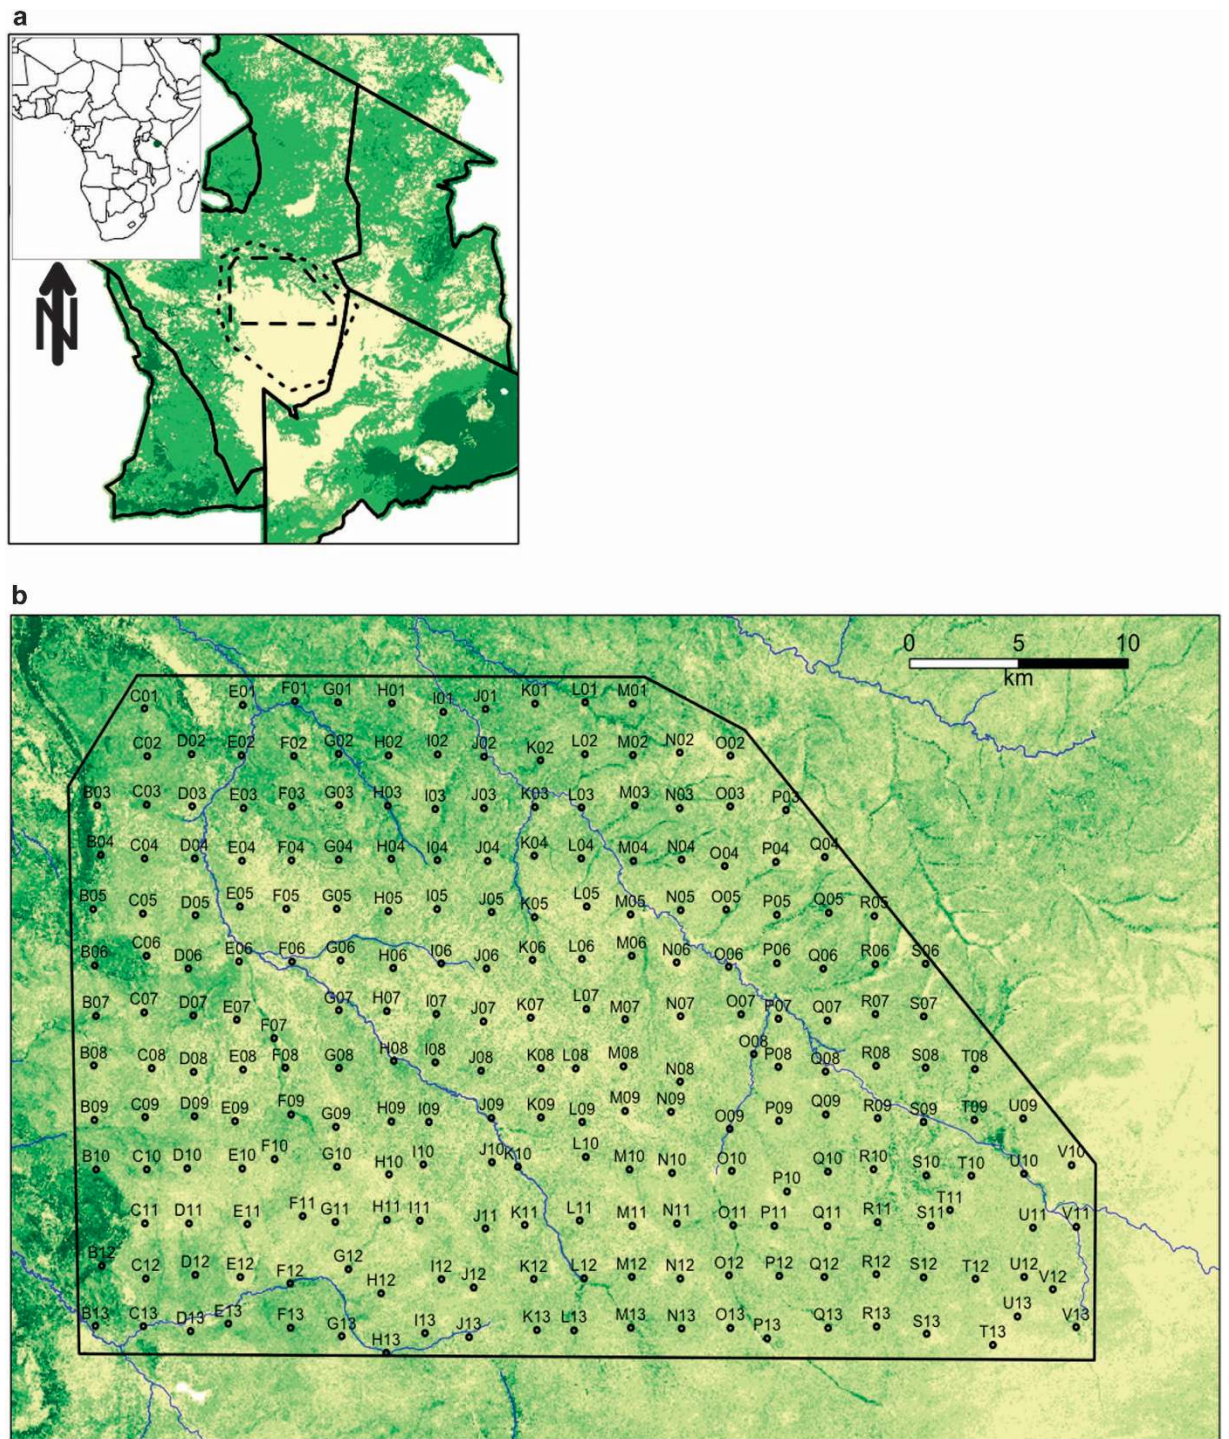 a
N
b
0 5 10
km
C01 E01 F01 G01 H01 I01 J01 K01 L01 M01
C02 D02 E02 F02 G02 H02 I02 J02 K02 L02 M02 N02 O02
B03 C03 D03 E03 F03 G03 H03 I03 J03 K03 L03 M03 N03 O03 P03
B04 C04 D04 E04 F04 G04 H04 I04 J04 K04 L04 M04 N04 O04 P04 Q04
B05 C05 D05 E05 F05 G05 H05 I05 J05 K05 L05 M05 N05 O05 P05 Q05 R05
B06 C06 D06 E06 F06 G06 H06 I06 J06 K06 L06 M06 N06 O06 P06 Q06 R06 S06
B07 C07 D07 E07 F07 G07 H07 I07 J07 K07 L07 M07 N07 O07 P07 Q07 R07 S07
B08 C08 D08 E08 F08 G08 H08 I08 J08 K08 L08 M08 N08 O08 P08 Q08 R08 S08 T08
B09 C09 D09 E09 F09 G09 H09 I09 J09 K09 L09 M09 N09 O09 P09 Q09 R09 S09 T09 U09
B10 C10 D10 E10 F10 G10 H10 I10 J10 K10 L10 M10 N10 O10 P10 Q10 R10 S10 T10 U10 V10
C11 D11 E11 F11 G11 H11 I11 J11 K11 L11 M11 N11 O11 P11 Q11 R11 S11 T11 U11 V11
B12 C12 D12 E12 F12 G12 H12 I12 J12 K12 L12 M12 N12 O12 P12 Q12 R12 S12 T12 U12 V12
B13 C13 D13 E13 F13 G13 H13 I13 J13 K13 L13 M13 N13 O13 P13 Q13 R13 S13 T13 U13 V13